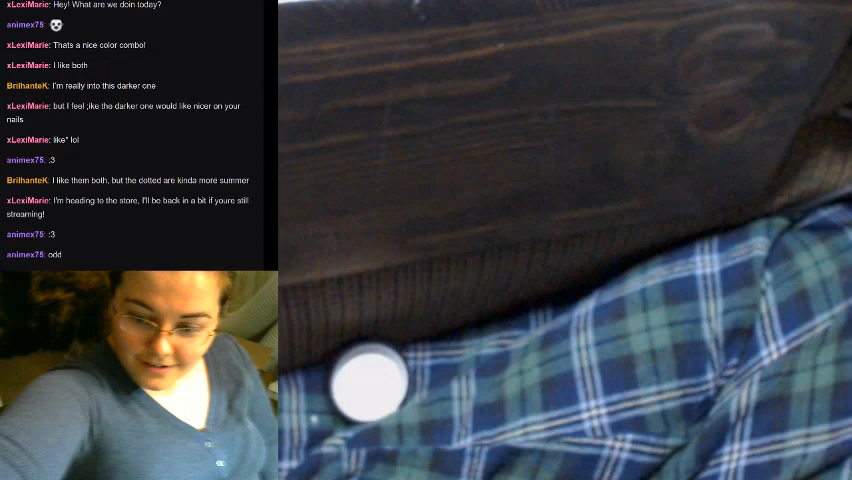 xLexiMarie: Hey! What are we doin today?
animex75:
xLexiMarie: Thats a nice color combo!
xLexiMarie: I like both
BrilhanteK: I'm really into this darker one
xLexiMarie: but I feel ;ike the darker one would like nicer on your
nails
xLexiMarie: like* lol
animex75: :3
BrilhanteK: I like them both, but the dotted are kinda more summer
xLexiMarie: I'm heading to the store, I'll be back in a bit if youre still
streaming!
animex75: :3
animex75: odd